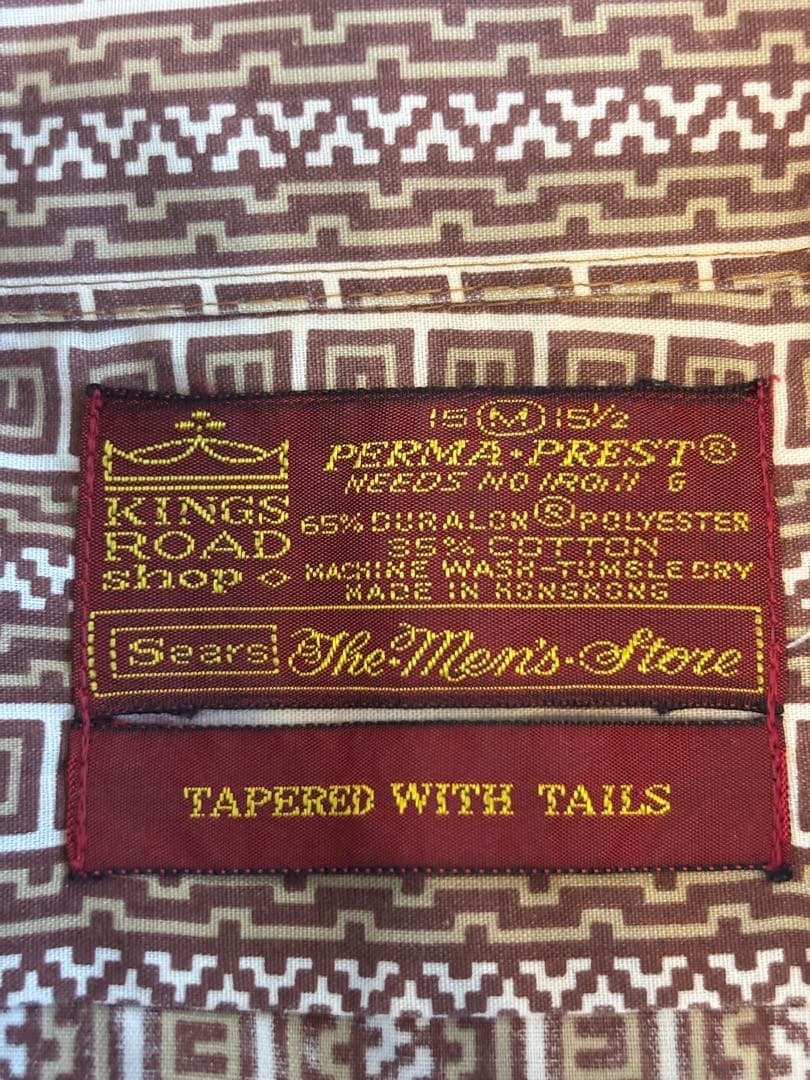 15 M 15½
PERMA·PREST®
NEEDS NO IRONING
KINGS
ROAD
shop
65% DURALON® POLYESTER
35% COTTON
MACHINE WASH-TUMBLE DRY
MADE IN HONGKONG
Sears The·Men's·Store
TAPERED WITH TAILS